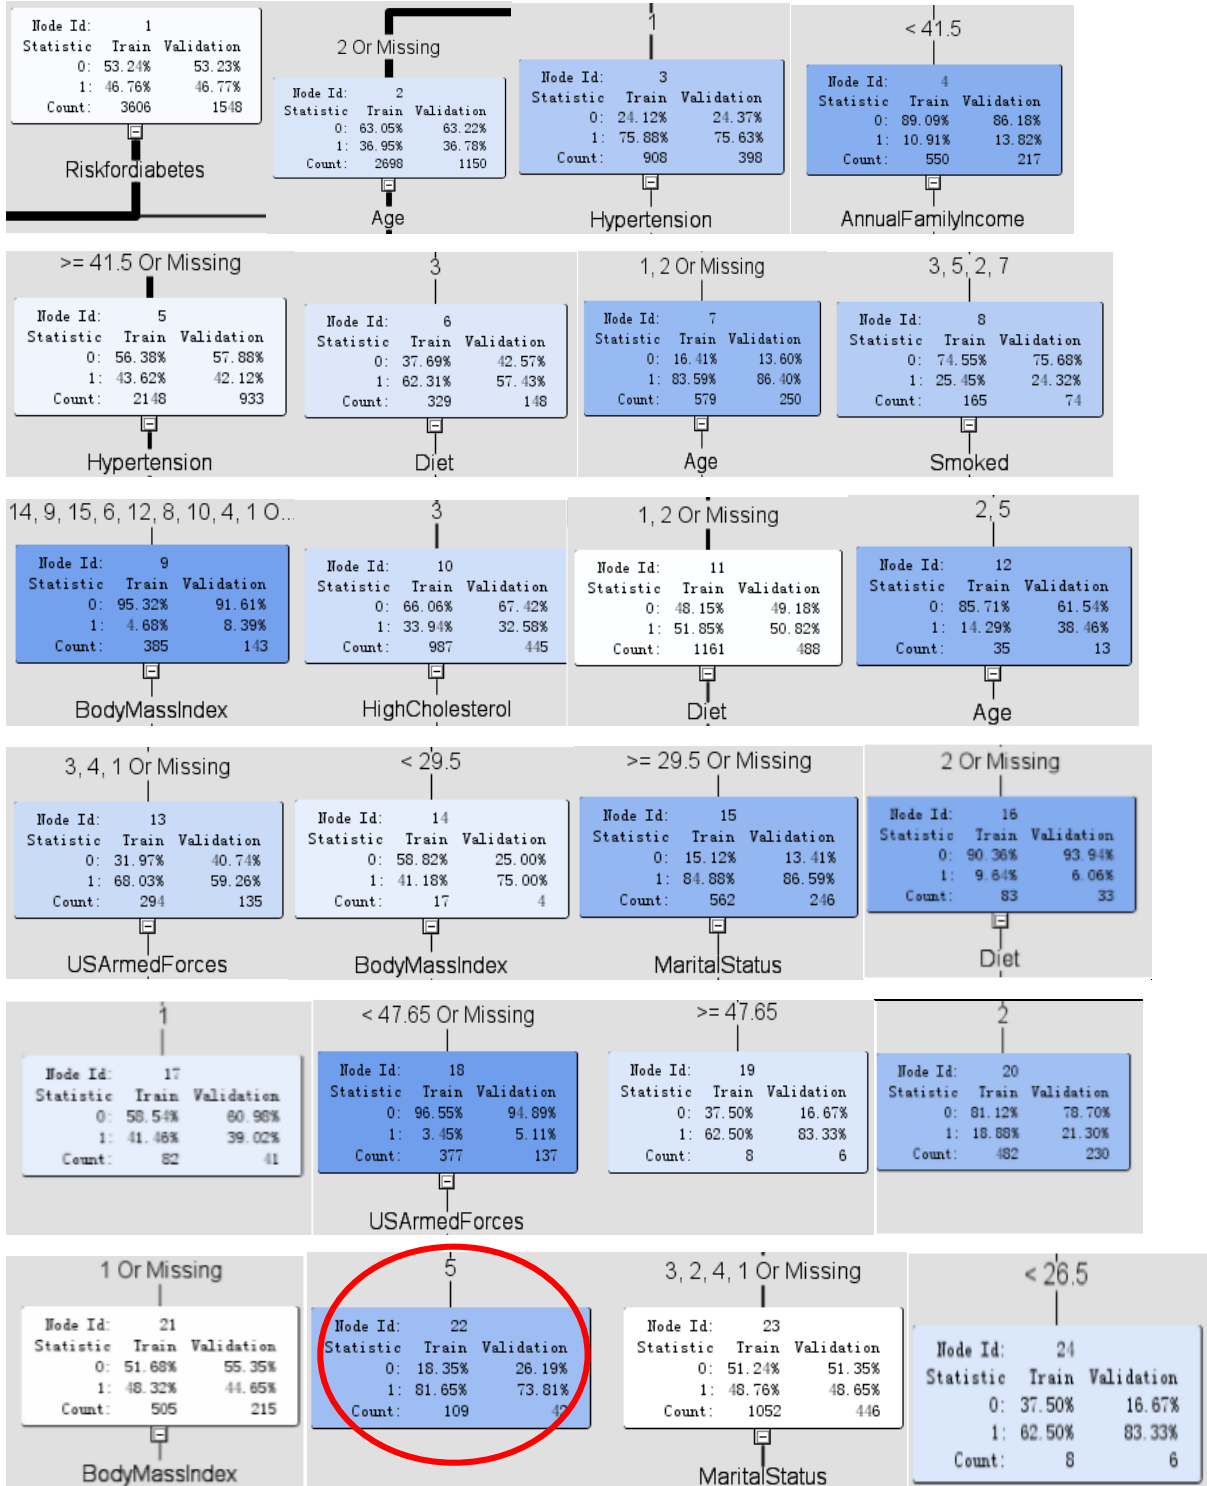 Node Id: 1
Statistic Train Validation
0: 53.24% 53.23%
1: 46.76% 46.77%
Count: 3606 1548
Riskfordiabetes
2 Or Missing
Node Id: 2
Statistic Train Validation
0: 63.05% 63.22%
1: 36.95% 36.78%
Count: 2698 1150
Age
1
Node Id: 3
Statistic Train Validation
0: 24.12% 24.37%
1: 75.88% 75.63%
Count: 908 398
Hypertension
< 41.5
Node Id: 4
Statistic Train Validation
0: 89.09% 86.18%
1: 10.91% 13.82%
Count: 550 217
AnnualFamilyIncome
>= 41.5 Or Missing
Node Id: 5
Statistic Train Validation
0: 56.38% 57.88%
1: 43.62% 42.12%
Count: 2148 933
Hypertension
3
Node Id: 6
Statistic Train Validation
0: 37.69% 42.57%
1: 62.31% 57.43%
Count: 329 148
Diet
1, 2 Or Missing
Node Id: 7
Statistic Train Validation
0: 16.41% 13.60%
1: 83.59% 86.40%
Count: 579 250
Age
3, 5, 2, 7
Node Id: 8
Statistic Train Validation
0: 74.55% 75.68%
1: 25.45% 24.32%
Count: 165 74
Smoked
14, 9, 15, 6, 12, 8, 10, 4, 1 O...
Node Id: 9
Statistic Train Validation
0: 95.32% 91.61%
1: 4.68% 8.39%
Count: 385 143
BodyMassIndex
3
Node Id: 10
Statistic Train Validation
0: 66.06% 67.42%
1: 33.94% 32.58%
Count: 987 445
HighCholesterol
1, 2 Or Missing
Node Id: 11
Statistic Train Validation
0: 48.15% 49.18%
1: 51.85% 50.82%
Count: 1161 488
Diet
2, 5
Node Id: 12
Statistic Train Validation
0: 85.71% 61.54%
1: 14.29% 38.46%
Count: 35 13
Age
3, 4, 1 Or Missing
Node Id: 13
Statistic Train Validation
0: 31.97% 40.74%
1: 68.03% 59.26%
Count: 294 135
USArmedForces
< 29.5
Node Id: 14
Statistic Train Validation
0: 58.82% 25.00%
1: 41.18% 75.00%
Count: 17 4
BodyMassIndex
>= 29.5 Or Missing
Node Id: 15
Statistic Train Validation
0: 15.12% 13.41%
1: 84.88% 86.59%
Count: 562 246
MaritalStatus
2 Or Missing
Node Id: 16
Statistic Train Validation
0: 90.36% 93.94%
1: 9.64% 6.06%
Count: 83 33
Diet
1
Node Id: 17
Statistic Train Validation
0: 58.54% 60.98%
1: 41.46% 39.02%
Count: 82 41
< 47.65 Or Missing
Node Id: 18
Statistic Train Validation
0: 96.55% 94.89%
1: 3.45% 5.11%
Count: 377 137
USArmedForces
>= 47.65
Node Id: 19
Statistic Train Validation
0: 37.50% 16.67%
1: 62.50% 83.33%
Count: 8 6
2
Node Id: 20
Statistic Train Validation
0: 81.12% 78.70%
1: 18.88% 21.30%
Count: 482 230
1 Or Missing
Node Id: 21
Statistic Train Validation
0: 51.68% 55.35%
1: 48.32% 44.65%
Count: 505 215
BodyMassIndex
5
Node Id: 22
Statistic Train Validation
0: 18.35% 26.19%
1: 81.65% 73.81%
Count: 109 42
3, 2, 4, 1 Or Missing
Node Id: 23
Statistic Train Validation
0: 51.24% 51.35%
1: 48.76% 48.65%
Count: 1052 446
MaritalStatus
< 26.5
Node Id: 24
Statistic Train Validation
0: 37.50% 16.67%
1: 62.50% 83.33%
Count: 8 6